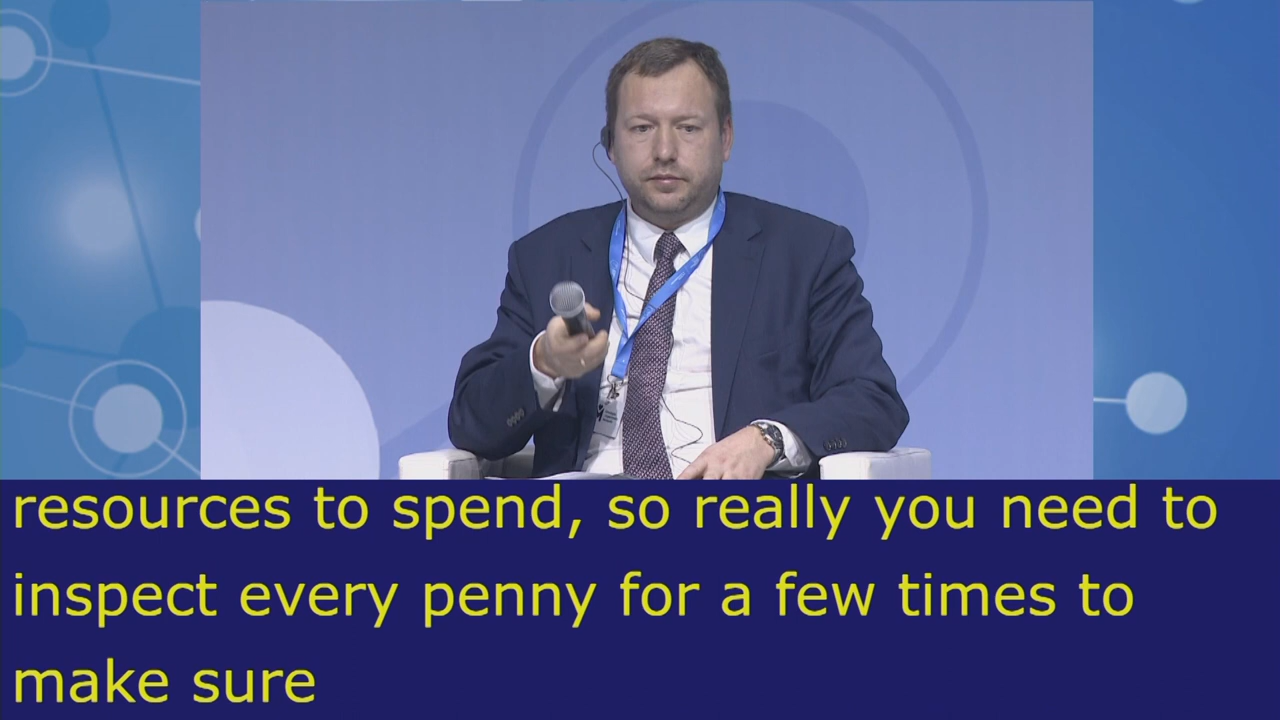 resources to spend, so really you need to
inspect every penny for a few times to
make sure